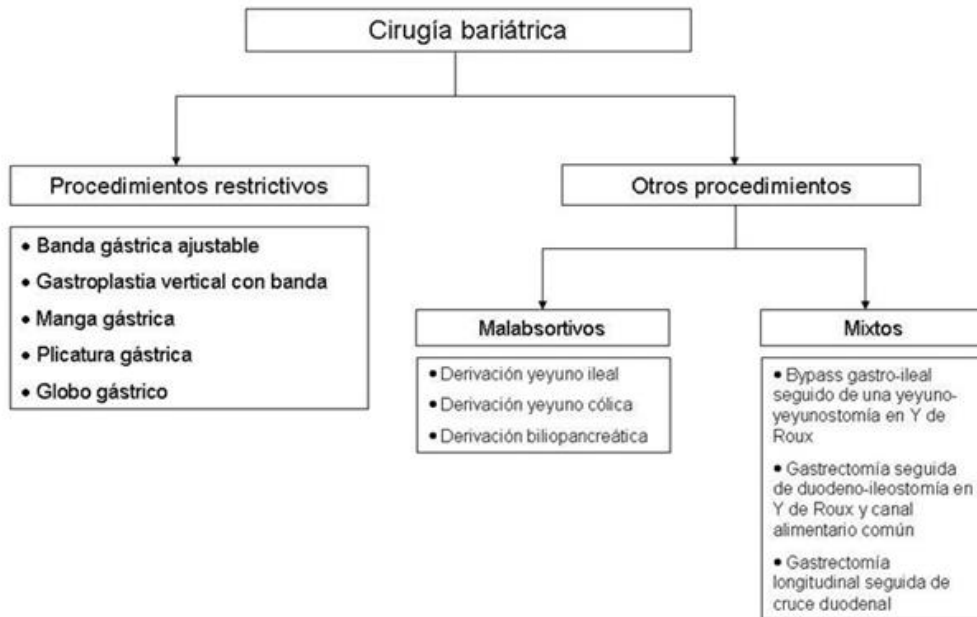 Cirugía bariátrica
Procedimientos restrictivos
• Banda gástrica ajustable
• Gastroplastia vertical con banda
• Manga gástrica
• Plicatura gástrica
• Globo gástrico
Otros procedimientos
Malabsortivos
• Derivación yeyuno ileal
• Derivación yeyuno cólica
• Derivación biliopancreática
Mixtos
• Bypass gastro-ileal
seguido de una yeyuno-
yeyunostomía en Y de
Roux
• Gastrectomía seguida
de duodeno-ileostomía en
Y de Roux y canal
alimentario común
• Gastrectomía
longitudinal seguida de
cruce duodenal